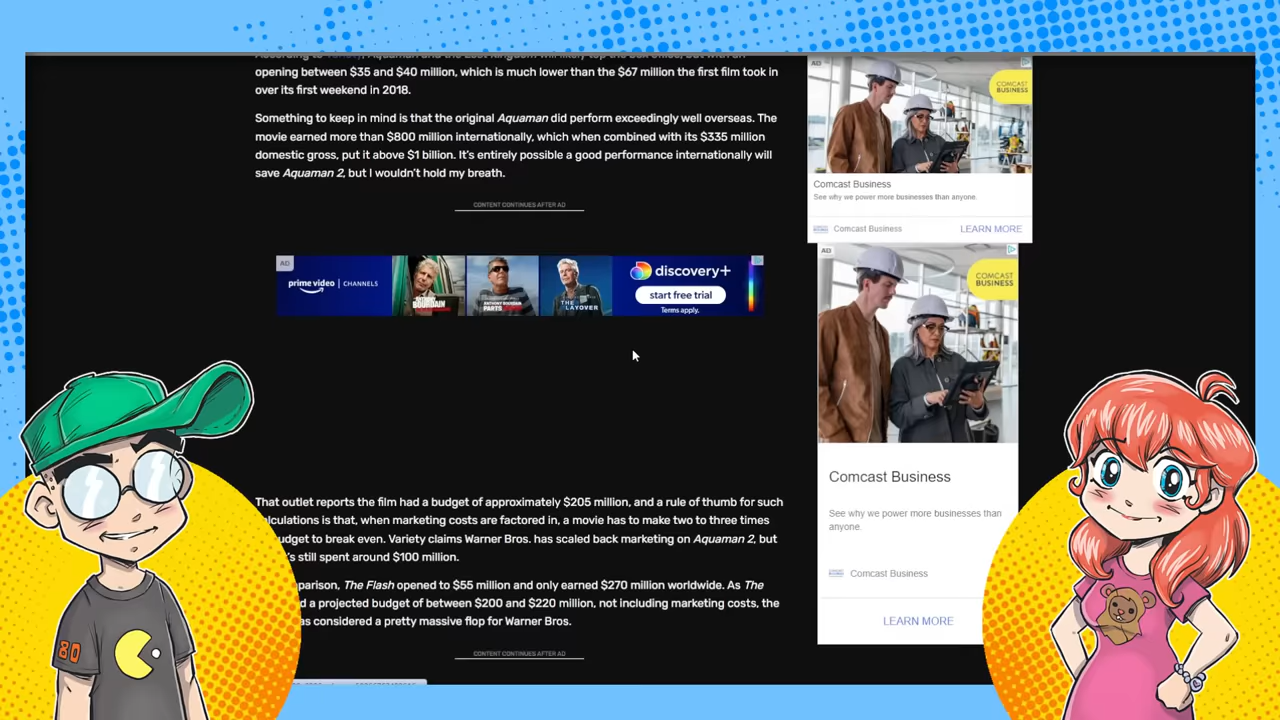 opening between $35 and $40 million, which is much lower than the $67 million the first film took in
over its first weekend in 2018.
Something to keep in mind is that the original Aquaman did perform exceedingly well overseas. The
movie earned more than $800 million internationally, which when combined with its $335 million
domestic gross, put it above $1 billion. It's entirely possible a good performance internationally will
save Aquaman 2, but I wouldn't hold my breath.
CONTENT CONTINUES AFTER AD
AD
prime video | CHANNELS
ANTHONY BOURDAIN PARTS
THE LAYOVER
discovery+
start free trial
Terms apply.
That outlet reports the film had a budget of approximately $205 million, and a rule of thumb for such
calculations is that, when marketing costs are factored in, a movie has to make two to three times
budget to break even. Variety claims Warner Bros. has scaled back marketing on Aquaman 2, but
's still spent around $100 million.
parison, The Flash opened to $55 million and only earned $270 million worldwide. As The
d a projected budget of between $200 and $220 million, not including marketing costs, the
as considered a pretty massive flop for Warner Bros.
CONTENT CONTINUES AFTER AD
AD
COMCAST
BUSINESS
Comcast Business
See why we power more businesses than anyone.
Comcast Business
LEARN MORE
AD
COMCAST
BUSINESS
Comcast Business
See why we power more businesses than
anyone.
Comcast Business
LEARN MORE
80